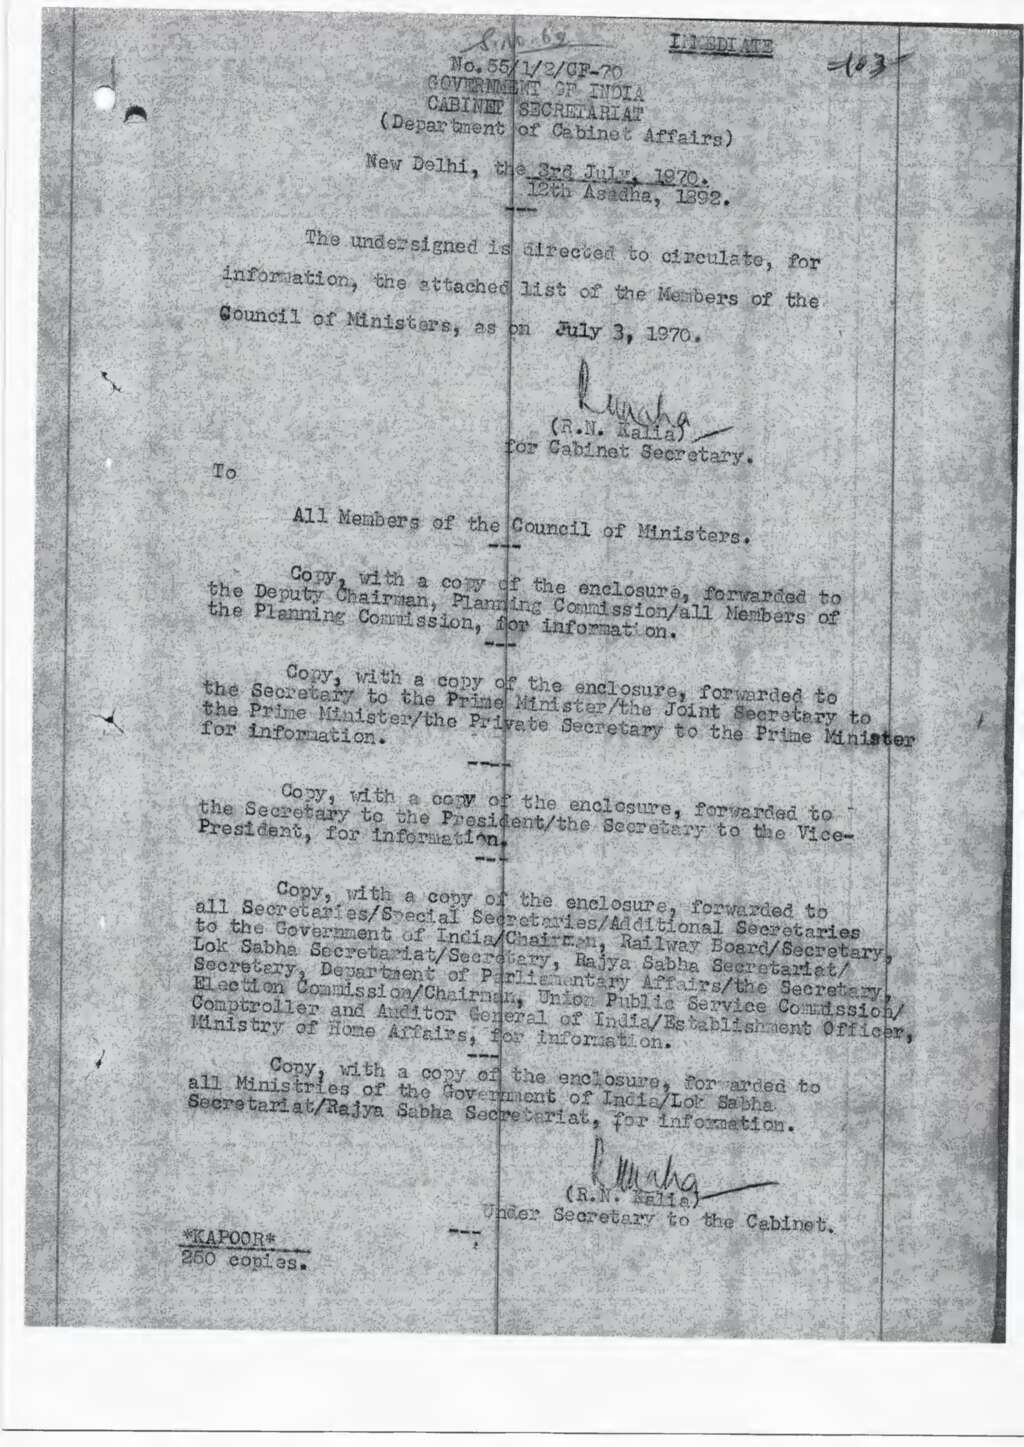 S.No. 69
IMMEDIATE
103
No.55/1/2/CF-70
GOVERNMENT OF INDIA
CABINET SECRETARIAT
(Department of Cabinet Affairs)
New Delhi, the 3rd July, 1970.
12th Asadha, 1892.
The undersigned is directed to circulate, for
information, the attached list of the Members of the
Council of Ministers, as on July 3, 1970.
(R.N. Kalia)
for Cabinet Secretary.
To
All Members of the Council of Ministers.
Copy, with a copy of the enclosure, forwarded to
the Deputy Chairman, Planning Commission/all Members of
the Planning Commission, for information.
Copy, with a copy of the enclosure, forwarded to
the Secretary to the Prime Minister/the Joint Secretary to
the Prime Minister/the Private Secretary to the Prime Minister
for information.
Copy, with a copy of the enclosure, forwarded to
the Secretary to the President/the Secretary to the Vice-
President, for information.
Copy, with a copy of the enclosure, forwarded to
all Secretaries/Special Secretaries/Additional Secretaries
to the Government of India/Chairman, Railway Board/Secretary,
Lok Sabha Secretariat/Secretary, Rajya Sabha Secretariat/
Secretary, Department of Parliamentary Affairs/the Secretary,
Election Commission/Chairman, Union Public Service Commission/
Comptroller and Auditor General of India/Establishment Officer,
Ministry of Home Affairs, for information.
Copy, with a copy of the enclosure, forwarded to
all Ministries of the Government of India/Lok Sabha
Secretariat/Rajya Sabha Secretariat, for information.
(R.N. Kalia)
Under Secretary to the Cabinet.
*KAPOOR*
250 copies.